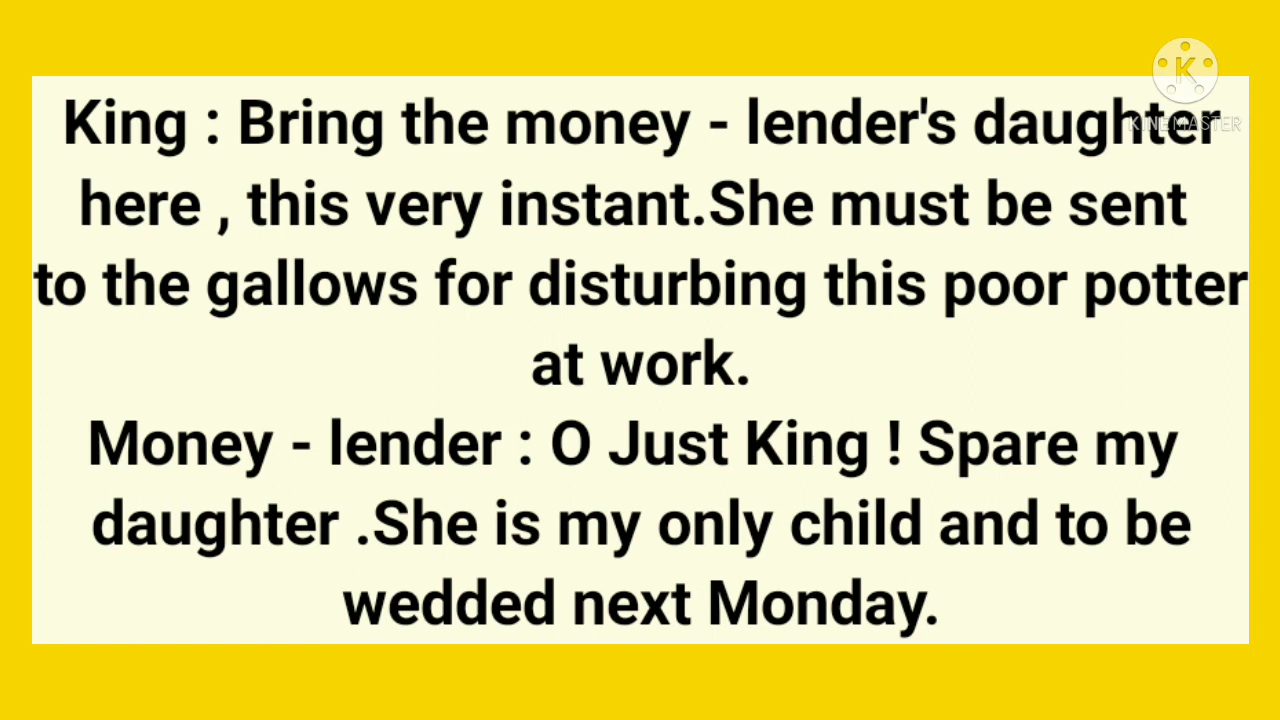 King : Bring the money - lender's daughter
here , this very instant.She must be sent
to the gallows for disturbing this poor potter
at work.
Money - lender : O Just King ! Spare my
daughter .She is my only child and to be
wedded next Monday.
K
KINEMASTER